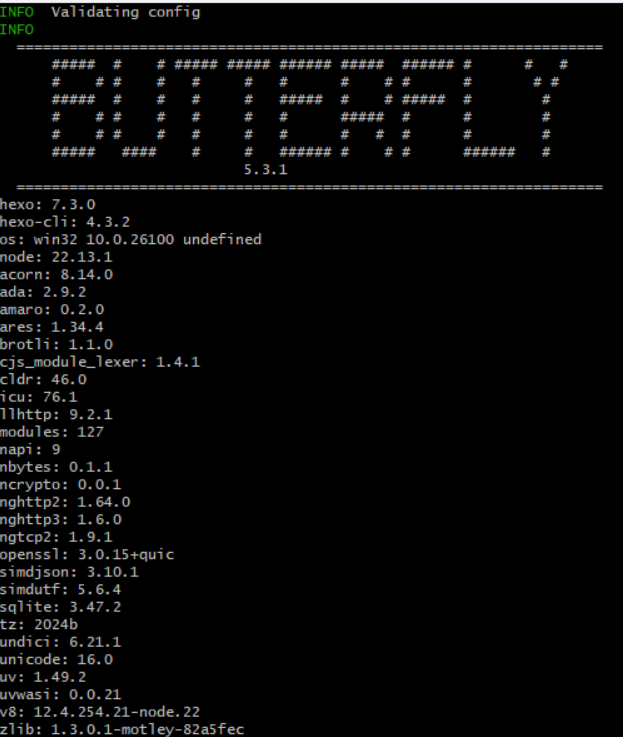 INFO  Validating config
INFO
===================================================================
BUTTERFLY
5.3.1
===================================================================
hexo: 7.3.0
hexo-cli: 4.3.2
os: win32 10.0.26100 undefined
node: 22.13.1
acorn: 8.14.0
ada: 2.9.2
amaro: 0.2.0
ares: 1.34.4
brotli: 1.1.0
cjs_module_lexer: 1.4.1
cldr: 46.0
icu: 76.1
llhttp: 9.2.1
modules: 127
napi: 9
nbytes: 0.1.1
ncrypto: 0.0.1
nghttp2: 1.64.0
nghttp3: 1.6.0
ngtcp2: 1.9.1
openssl: 3.0.15+quic
simdjson: 3.10.1
simdutf: 5.6.4
sqlite: 3.47.2
tz: 2024b
undici: 6.21.1
unicode: 16.0
uv: 1.49.2
uvwasi: 0.0.21
v8: 12.4.254.21-node.22
zlib: 1.3.0.1-motley-82a5fec